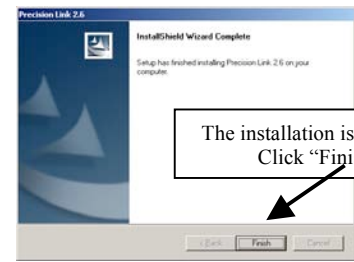 Precision Link 2.6
InstallShield Wizard Complete
Setup has finished installing Precision Link 2.6 on your
computer.
The installation is
Click “Fini
< Back
Finish
Cancel